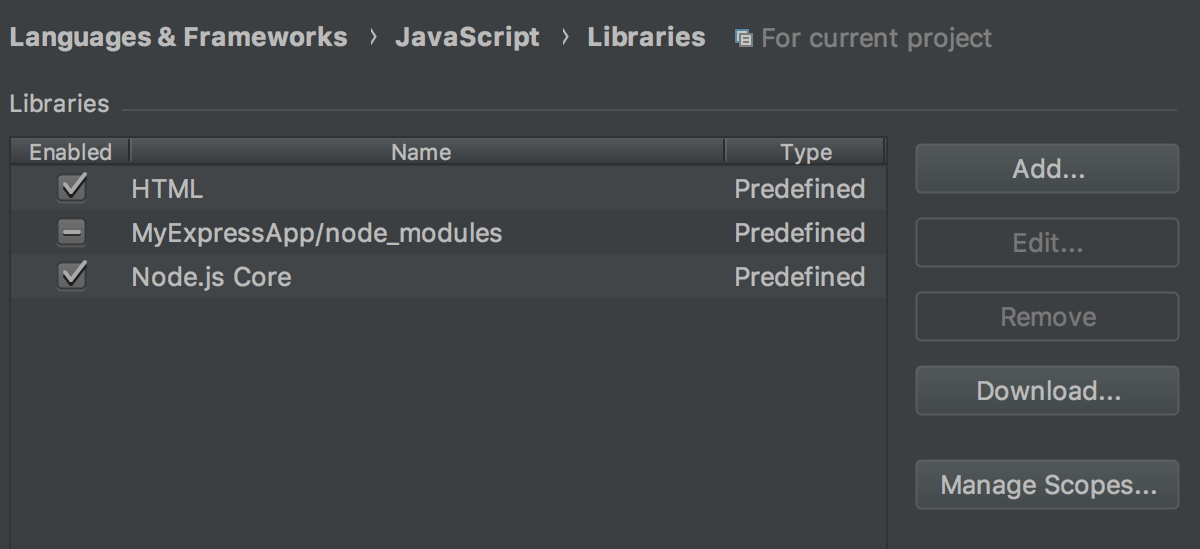 Languages & Frameworks › JavaScript › Libraries For current project
Libraries
Enabled Name Type
HTML Predefined
MyExpressApp/node_modules Predefined
Node.js Core Predefined
Add...
Edit...
Remove
Download...
Manage Scopes...